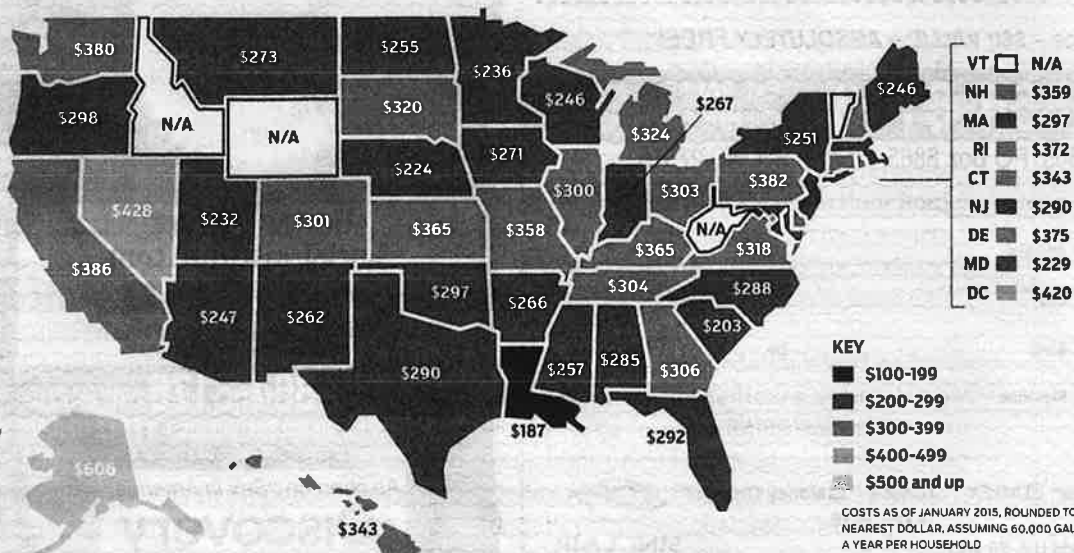 $380
$273
$255
$236
$246
$267
$246
VT N/A
NH $359
MA $297
RI $372
CT $343
NJ $290
DE $375
MD $229
DC $420
$298
N/A
N/A
$320
$324
$251
$271
$224
$300
$303
$382
$428
$232
$301
$365
$358
$365
N/A
$318
$386
$304
$288
$247
$262
$297
$266
$203
$290
$257
$285
$306
$187
$292
$606
$343
KEY
$100-199
$200-299
$300-399
$400-499
$500 and up
COSTS AS OF JANUARY 2015, ROUNDED TO
NEAREST DOLLAR, ASSUMING 60,000 GAL
A YEAR PER HOUSEHOLD